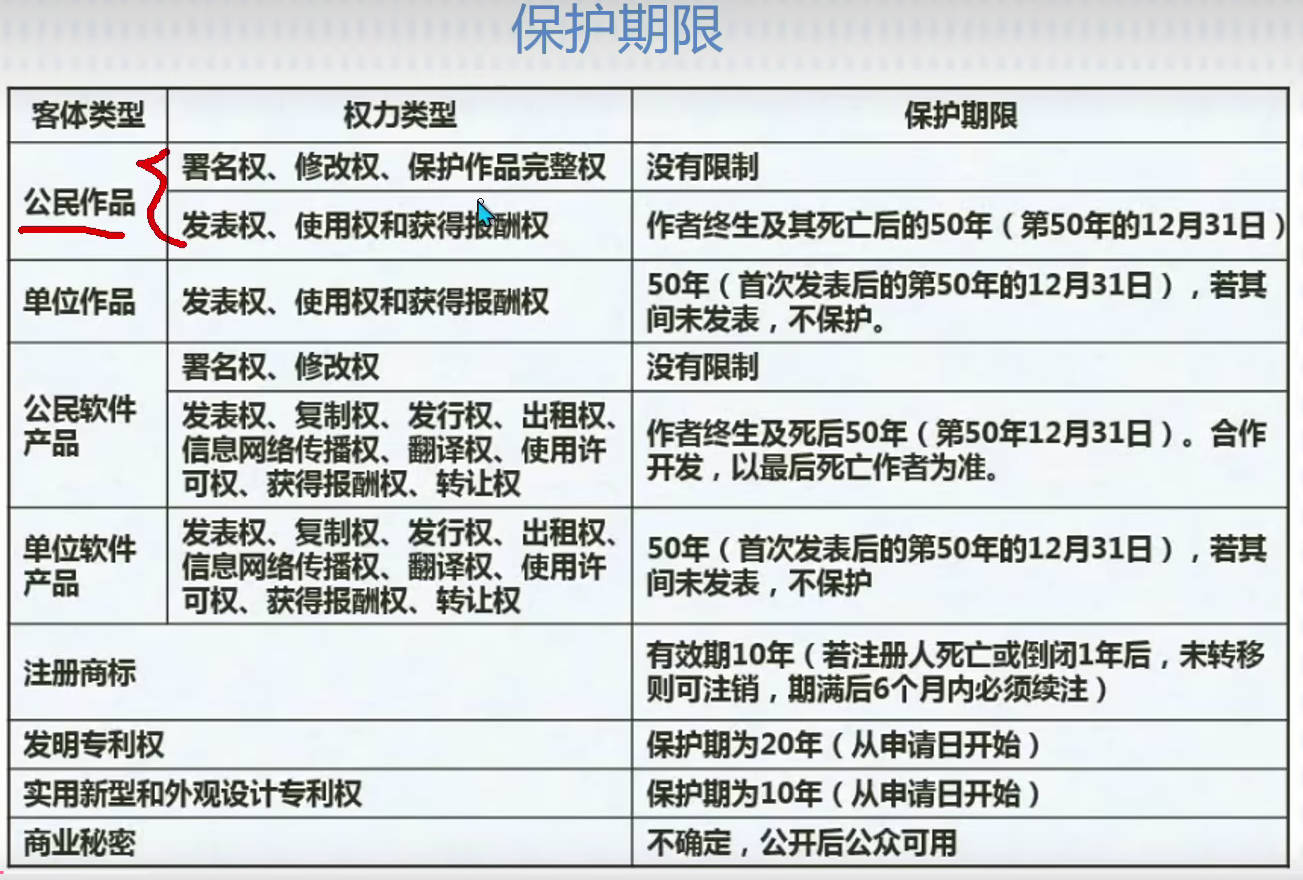 保护期限
客体类型 权力类型 保护期限
公民作品
署名权、修改权、保护作品完整权 没有限制
发表权、使用权和获得报酬权 作者终生及其死亡后的50年（第50年的12月31日）
单位作品 发表权、使用权和获得报酬权
50年（首次发表后的第50年的12月31日），若其
间未发表，不保护。
公民软件
产品
署名权、修改权 没有限制
发表权、复制权、发行权、出租权、
信息网络传播权、翻译权、使用许
可权、获得报酬权、转让权
作者终生及死后50年（第50年12月31日）。合作
开发，以最后死亡作者为准。
单位软件
产品
发表权、复制权、发行权、出租权、
信息网络传播权、翻译权、使用许
可权、获得报酬权、转让权
50年（首次发表后的第50年的12月31日），若其
间未发表，不保护
注册商标
有效期10年（若注册人死亡或倒闭1年后，未转移
则可注销，期满后6个月内必须续注）
发明专利权 保护期为20年（从申请日开始）
实用新型和外观设计专利权 保护期为10年（从申请日开始）
商业秘密 不确定，公开后公众可用